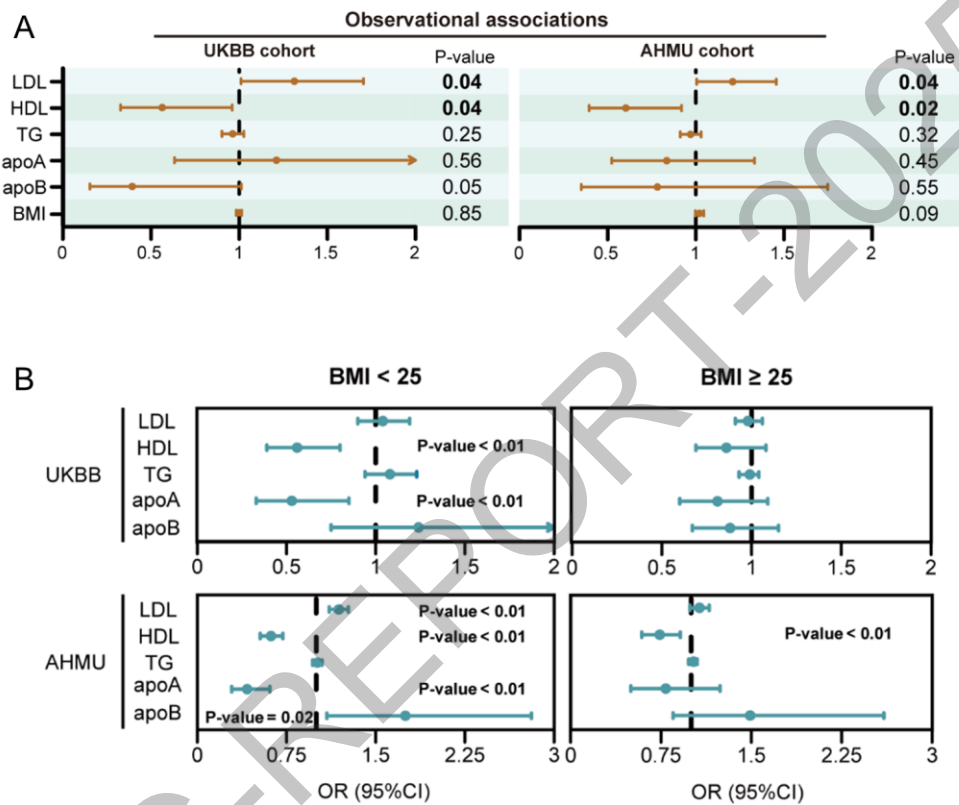 A
Observational associations
UKBB cohort P-value AHMU cohort P-value
LDL 0.04 0.04
HDL 0.04 0.02
TG 0.25 0.32
apoA 0.56 0.45
apoB 0.05 0.55
BMI 0.85 0.09
0 0.5 1 1.5 2 0 0.5 1 1.5 2
B
BMI < 25 BMI ≥ 25
UKBB
LDL
HDL P-value < 0.01
TG
apoA P-value < 0.01
apoB
0 0.5 1 1.5 2 0 0.5 1 1.5 2
AHMU
LDL P-value < 0.01
HDL P-value < 0.01 P-value < 0.01
TG
apoA P-value < 0.01
apoB P-value = 0.02
0 0.75 1.5 2.25 3 0 0.75 1.5 2.25 3
OR (95%CI) OR (95%CI)
-REPORT-202